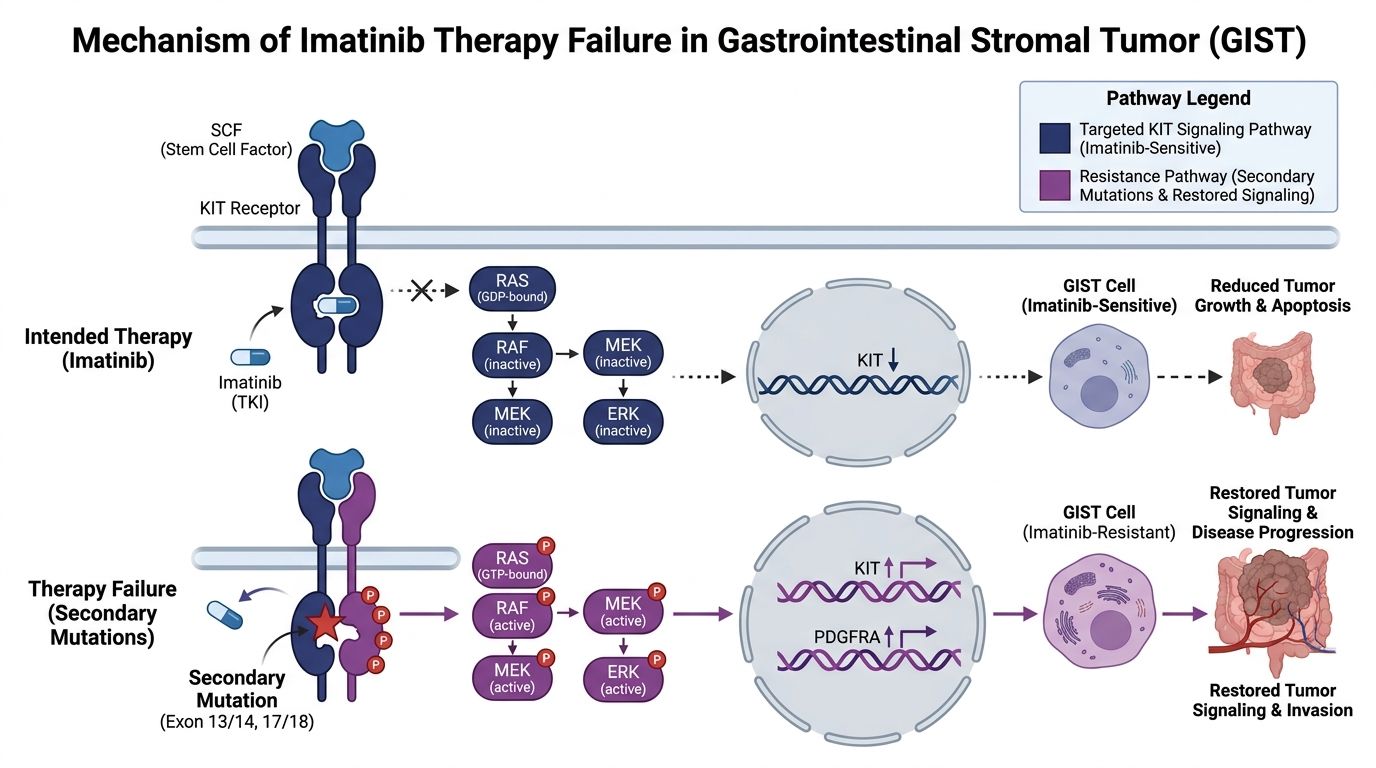 Mechanism of Imatinib Therapy Failure in Gastrointestinal Stromal Tumor (GIST)
Pathway Legend
Targeted KIT Signaling Pathway
(Imatinib-Sensitive)
Resistance Pathway (Secondary
Mutations & Restored Signaling)
SCF
(Stem Cell Factor)
KIT Receptor
Intended Therapy
(Imatinib)
Imatinib
(TKI)
RAS
(GDP-bound)
RAF
(inactive)
MEK
(inactive)
MEK
(inactive)
ERK
(inactive)
KIT ↓
GIST Cell
(Imatinib-Sensitive)
Reduced Tumor
Growth & Apoptosis
Therapy Failure
(Secondary
Mutations)
Secondary
Mutation
(Exon 13/14, 17/18)
P
P
P
P
RAS
(GTP-bound)
P
RAF
(active)
P
MEK
(active)
P
MEK
(active)
P
ERK
(active)
P
KIT ↑
PDGFRA ↑
GIST Cell
(Imatinib-Resistant)
Restored Tumor
Signaling &
Disease Progression
Restored Tumor
Signaling & Invasion